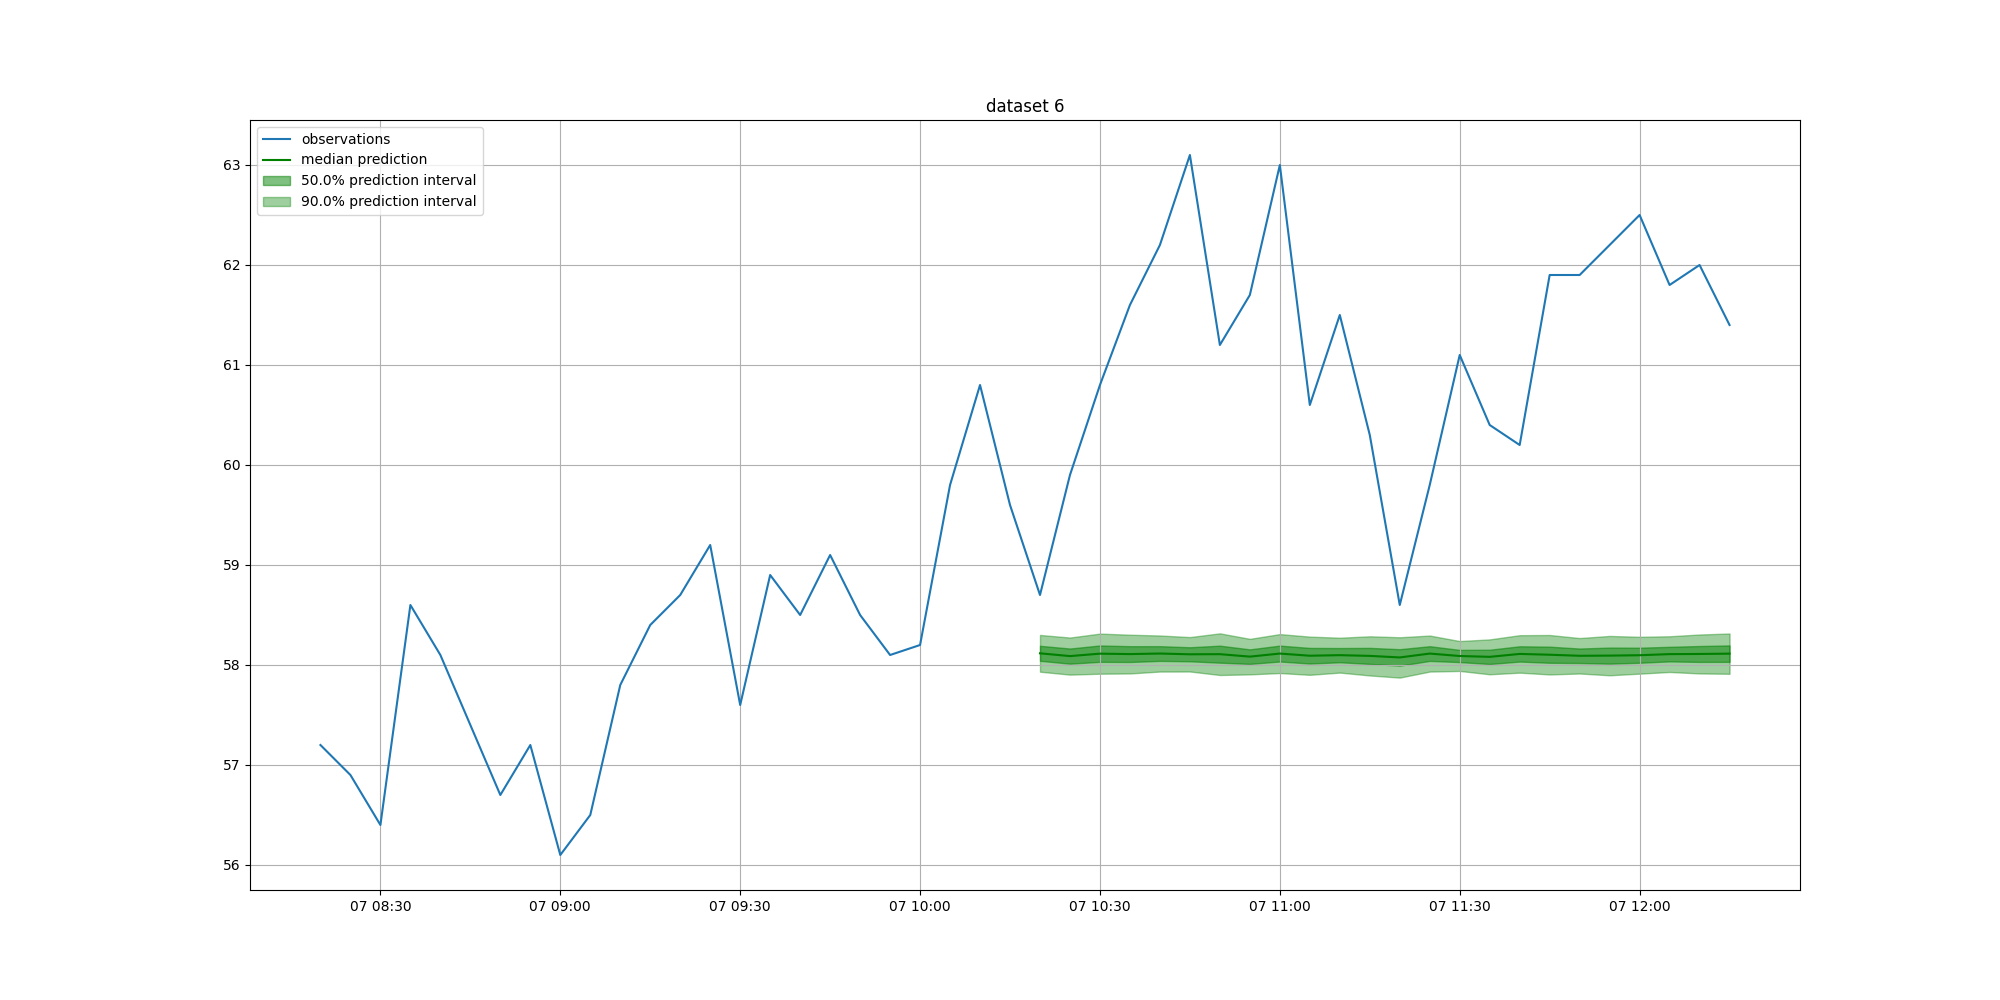 dataset 6
observations
median prediction
50.0% prediction interval
90.0% prediction interval
63
62
61
60
59
58
57
56
07 08:30 07 09:00 07 09:30 07 10:00 07 10:30 07 11:00 07 11:30 07 12:00